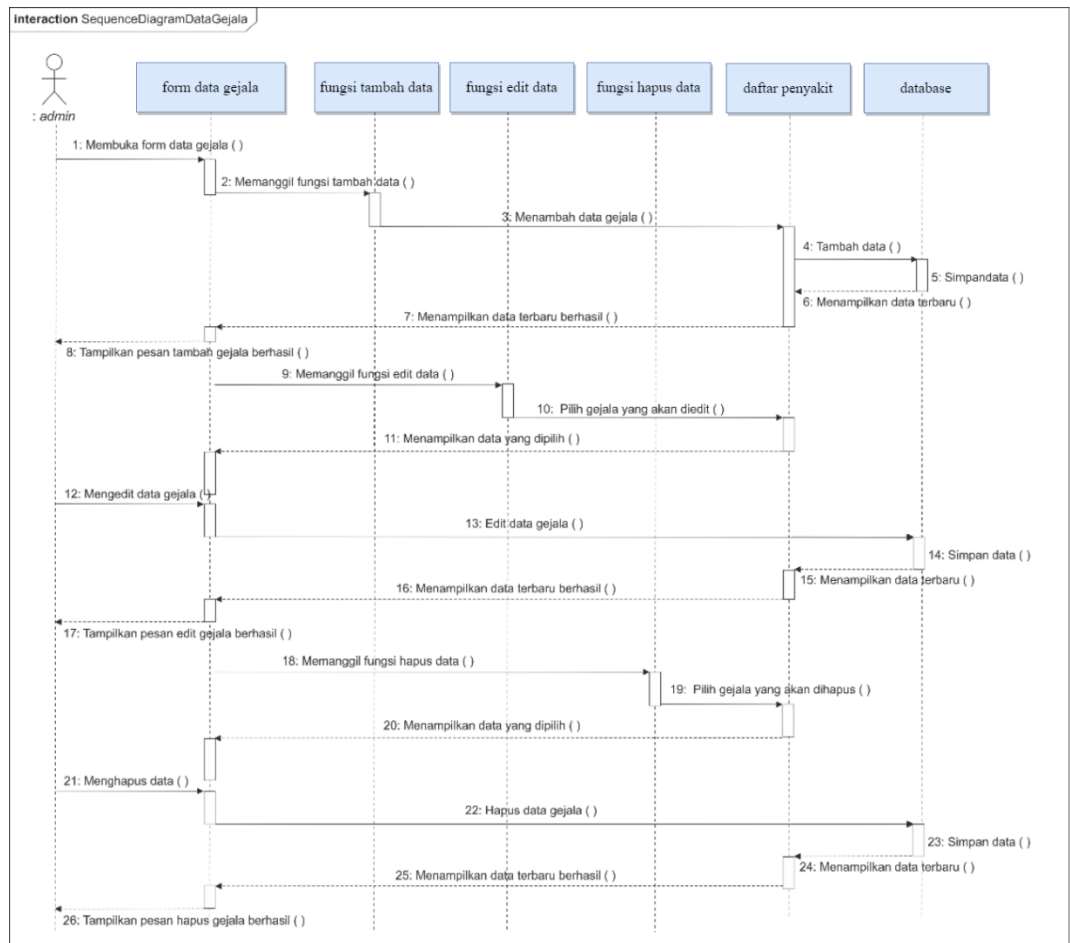 interaction SequenceDiagramDataGejala
form data gejala
fungsi tambah data
fungsi edit data
fungsi hapus data
daftar penyakit
database
: admin
1: Membuka form data gejala ( )
2: Memanggil fungsi tambah data ( )
3: Menambah data gejala ( )
4: Tambah data ( )
5: Simpandata ( )
6: Menampilkan data terbaru ( )
7: Menampilkan data terbaru berhasil ( )
8: Tampilkan pesan tambah gejala berhasil ( )
9: Memanggil fungsi edit data ( )
10: Pilih gejala yang akan diedit ( )
11: Menampilkan data yang dipilih ( )
12: Mengedit data gejala ( )
13: Edit data gejala ( )
14: Simpan data ( )
15: Menampilkan data terbaru ( )
16: Menampilkan data terbaru berhasil ( )
17: Tampilkan pesan edit gejala berhasil ( )
18: Memanggil fungsi hapus data ( )
19: Pilih gejala yang akan dihapus ( )
20: Menampilkan data yang dipilih ( )
21: Menghapus data ( )
22: Hapus data gejala ( )
23: Simpan data ( )
24: Menampilkan data terbaru ( )
25: Menampilkan data terbaru berhasil ( )
26: Tampilkan pesan hapus gejala berhasil ( )